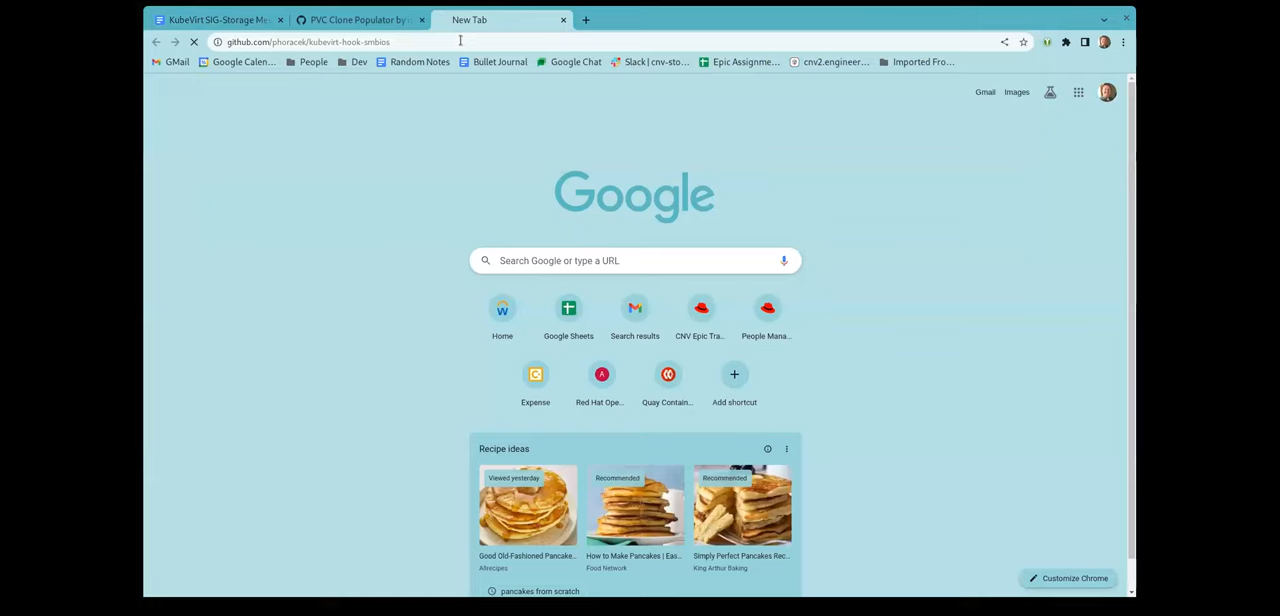 KubeVirt SIG-Storage Me
PVC Clone Populator by
New Tab
github.com/phoracek/kubevirt-hook-smbios
GMail
Google Calen...
People
Dev
Random Notes
Bullet Journal
Google Chat
Slack | cnv-sto...
Epic Assignme...
cnv2.engineer...
Imported Fro...
Gmail
Images
Google
Search Google or type a URL
Home
Google Sheets
Search results
CNV Epic Tra...
People Mana...
Expense
Red Hat Ope...
Quay Contain...
Add shortcut
Recipe ideas
Viewed yesterday
Recommended
Recommended
Good Old-Fashioned Pancake...
How to Make Pancakes | Eas...
Simply Perfect Pancakes Rec...
Allrecipes
Food Network
King Arthur Baking
pancakes from scratch
Customize Chrome